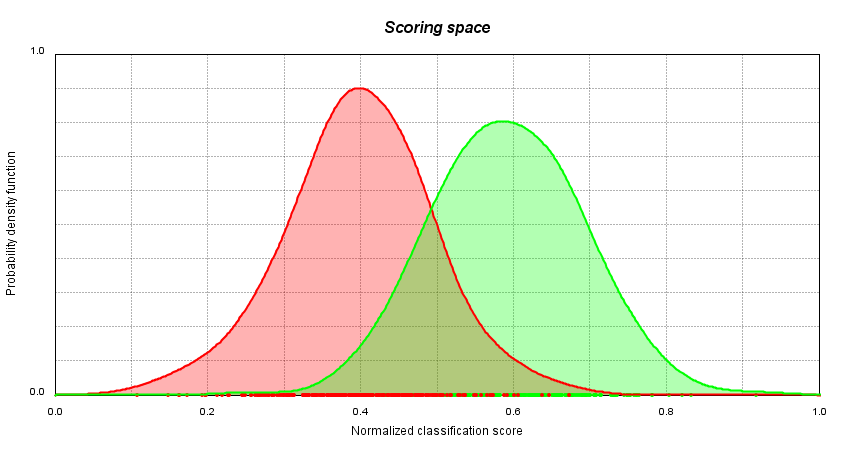 Scoring space
1.0
Probability density function
0.0
0.0 0.2 0.4 0.6 0.8 1.0
Normalized classification score